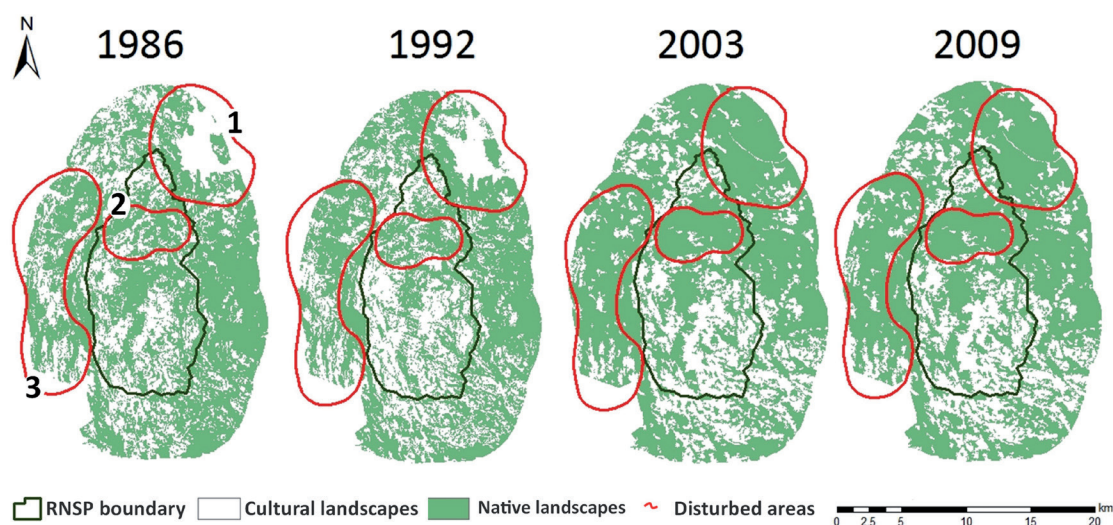 N
1986 1992 2003 2009
1
2
3
RNSP boundary Cultural landscapes Native landscapes Disturbed areas
km
0 2.5 5 10 15 20